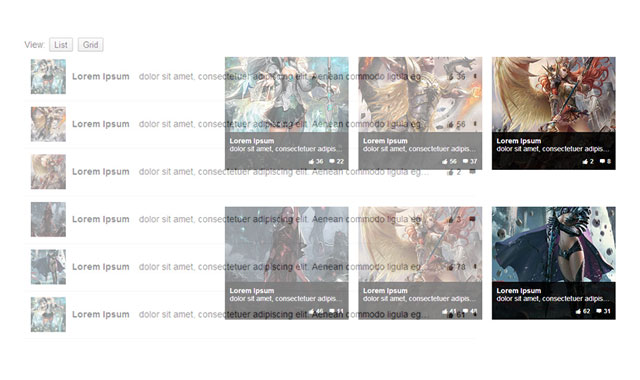 View: List Grid
Lorem Ipsum dolor sit amet, consectetuer adipiscing elit. Aenean commodo ligula eg... 36
Lorem Ipsum dolor sit amet, consectetuer adipiscing elit. Aenean commodo ligula eg... 56
Lorem Ipsum dolor sit amet, consectetuer adipiscing elit. Aenean commodo ligula eg... 2
Lorem Ipsum dolor sit amet, consectetuer adipiscing elit. Aenean commodo ligula eg... 3
Lorem Ipsum dolor sit amet, consectetuer adipiscing elit. Aenean commodo ligula eg... 78
Lorem Ipsum dolor sit amet, consectetuer adipiscing elit. Aenean commodo ligula eg... 61
Lorem Ipsum
dolor sit amet, consectetuer adipis...
36 22
Lorem Ipsum
dolor sit amet, consectetuer adipis...
56 37
Lorem Ipsum
dolor sit amet, consectetuer adipis...
2 8
Lorem Ipsum
dolor sit amet, consectetuer adipis...
Lorem Ipsum
dolor sit amet, consectetuer adipis...
Lorem Ipsum
dolor sit amet, consectetuer adipis...
62 31